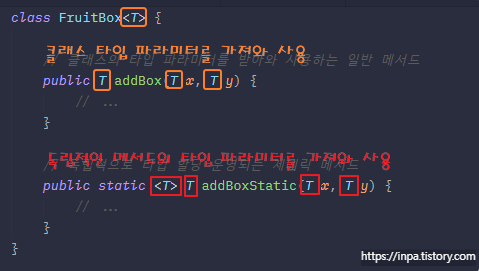 class FruitBox<T> {
클래스 타입 파라미터를 가져와 사용
// 클래스의 타입 파라미터를 받아와 사용하는 일반 메서드
public T addBox(T x, T y) {
// ...
}
독립적인 메서드의 타입 파라미터를 가져와 사용
// 독립적으로 타입 할당 운영되는 제네릭 메서드
public static <T> T addBoxStatic(T x, T y) {
// ...
}
}
https://inpa.tistory.com